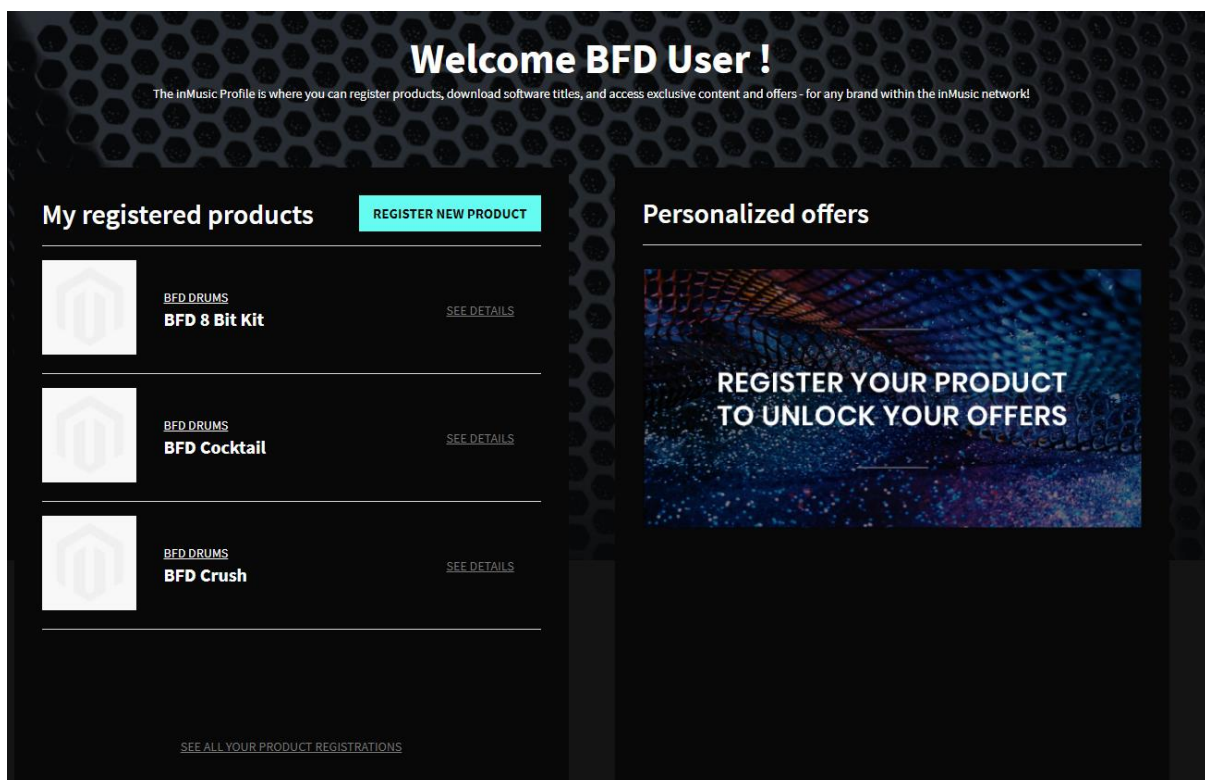 Welcome BFD User !
The inMusic Profile is where you can register products, download software titles, and access exclusive content and offers - for any brand within the inMusic network!
My registered products
REGISTER NEW PRODUCT
BFD DRUMS
BFD 8 Bit Kit
SEE DETAILS
BFD DRUMS
BFD Cocktail
SEE DETAILS
BFD DRUMS
BFD Crush
SEE DETAILS
SEE ALL YOUR PRODUCT REGISTRATIONS
Personalized offers
REGISTER YOUR PRODUCT
TO UNLOCK YOUR OFFERS